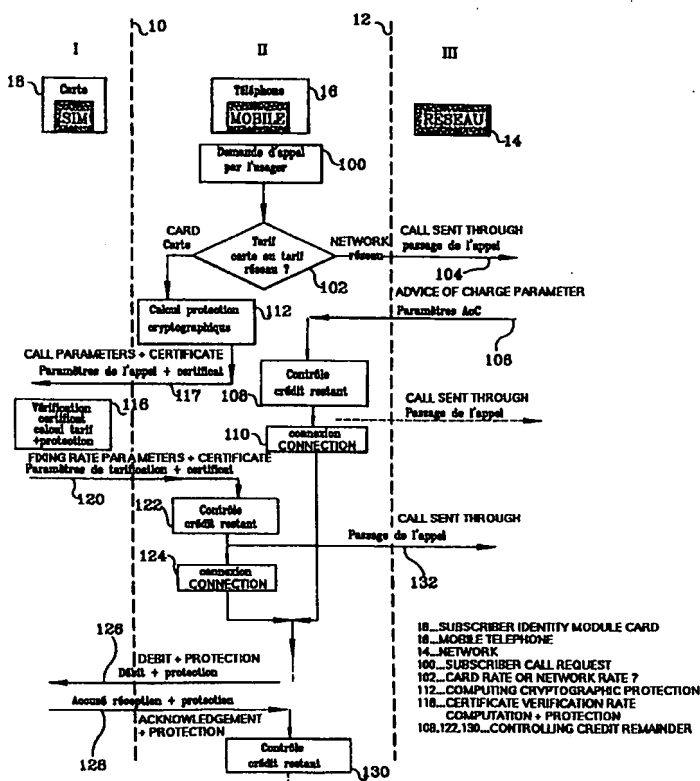 10
12
I
II
III
18
Carte
SIM
Téléphone
MOBILE
16
RESEAU
14
Demande d'appel
par l'usager
100
CARD
Carte
Tarif
carte ou tarif
réseau ?
NETWORK
réseau
102
CALL SENT THROUGH
passage de l'appel
104
Calcul protection
cryptographique
112
ADVICE OF CHARGE PARAMETER
Paramètres AoC
106
CALL PARAMETERS + CERTIFICATE
Paramètres de l'appel + certificat
117
Contrôle
crédit restant
108
Vérification
certificat
calcul tarif
+protection
116
CALL SENT THROUGH
Passage de l'appel
110
connexion
CONNECTION
FIXING RATE PARAMETERS + CERTIFICATE
Paramètres de tarification + certificat
120
122
Contrôle
crédit restant
CALL SENT THROUGH
Passage de l'appel
132
124
connexion
CONNECTION
126
DEBIT + PROTECTION
Débit + protection
Accusé réception + protection
ACKNOWLEDGEMENT
+ PROTECTION
128
Contrôle
crédit restant
130
18...SUBSCRIBER IDENTITY MODULE CARD
16...MOBILE TELEPHONE
14...NETWORK
100...SUBSCRIBER CALL REQUEST
102...CARD RATE OR NETWORK RATE ?
112...COMPUTING CRYPTOGRAPHIC PROTECTION
116...CERTIFICATE VERIFICATION RATE
COMPUTATION + PROTECTION
108,122,130...CONTROLLING CREDIT REMAINDER